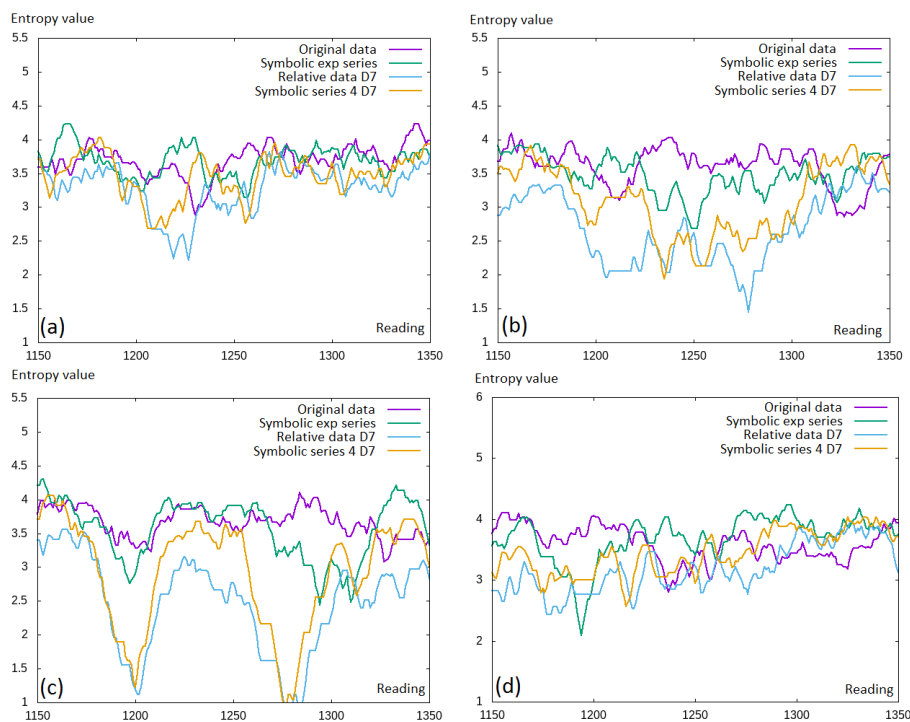 Entropy value
5.5
5
4.5
4
3.5
3
2.5
2
1.5
1
Original data
Symbolic exp series
Relative data D7
Symbolic series 4 D7
(a)
Reading
1150 1200 1250 1300 1350
Entropy value
5.5
5
4.5
4
3.5
3
2.5
2
1.5
1
Original data
Symbolic exp series
Relative data D7
Symbolic series 4 D7
(b)
Reading
1150 1200 1250 1300 1350
Entropy value
5.5
5
4.5
4
3.5
3
2.5
2
1.5
1
Original data
Symbolic exp series
Relative data D7
Symbolic series 4 D7
(c)
Reading
1150 1200 1250 1300 1350
Entropy value
6
5
4
3
2
1
Original data
Symbolic exp series
Relative data D7
Symbolic series 4 D7
(d)
Reading
1150 1200 1250 1300 1350